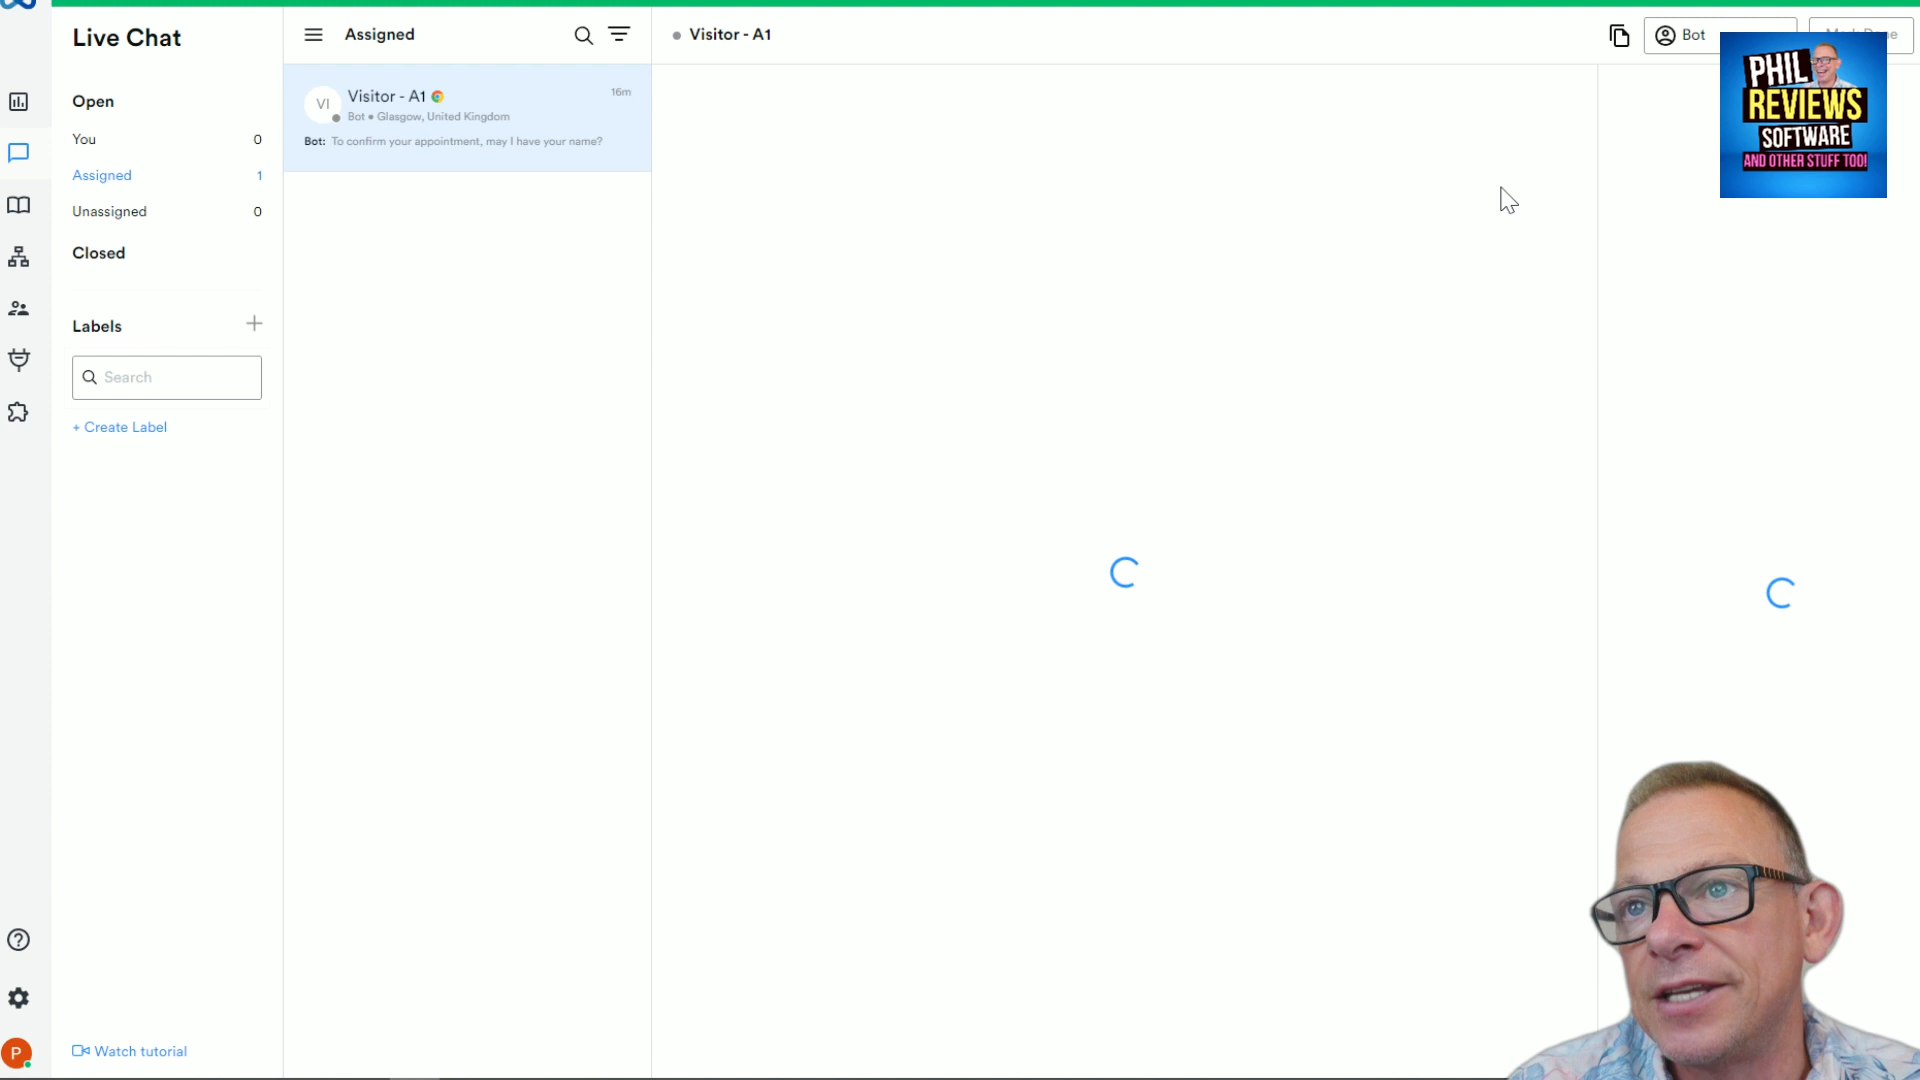 Live Chat
Open
You 0
Assigned 1
Unassigned 0
Closed
Labels
Search
+ Create Label
Watch tutorial
P
Assigned
VI
Visitor - A1
16m
Bot • Glasgow, United Kingdom
Bot: To confirm your appointment, may I have your name?
Visitor - A1
Bot
PHIL
REVIEWS
SOFTWARE
AND OTHER STUFF TOO!